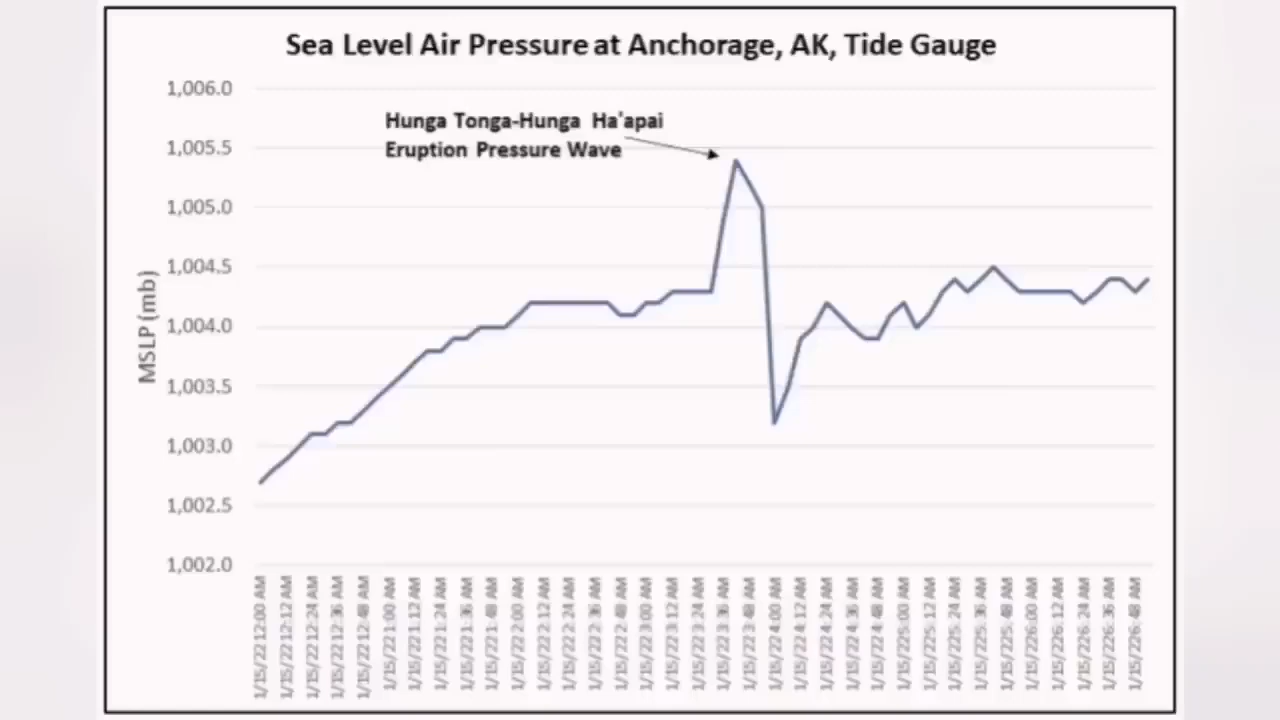 Sea Level Air Pressure at Anchorage, AK, Tide Gauge
1,006.0
Hunga Tonga-Hunga Ha'apai
Eruption Pressure Wave
1,005.5
1,005.0
1,004.5
MSLP (mb)
1,004.0
1,003.5
1,003.0
1,002.5
1,002.0
1/15/22 12:00 AM
1/15/22 12:12 AM
1/15/22 12:24 AM
1/15/22 12:36 AM
1/15/22 12:48 AM
1/15/22 1:00 AM
1/15/22 1:12 AM
1/15/22 1:24 AM
1/15/22 1:36 AM
1/15/22 1:48 AM
1/15/22 2:00 AM
1/15/22 2:12 AM
1/15/22 2:24 AM
1/15/22 2:36 AM
1/15/22 2:48 AM
1/15/22 3:00 AM
1/15/22 3:12 AM
1/15/22 3:24 AM
1/15/22 3:36 AM
1/15/22 3:48 AM
1/15/22 4:00 AM
1/15/22 4:12 AM
1/15/22 4:24 AM
1/15/22 4:36 AM
1/15/22 4:48 AM
1/15/22 5:00 AM
1/15/22 5:12 AM
1/15/22 5:24 AM
1/15/22 5:36 AM
1/15/22 5:48 AM
1/15/22 6:00 AM
1/15/22 6:12 AM
1/15/22 6:24 AM
1/15/22 6:36 AM
1/15/22 6:48 AM